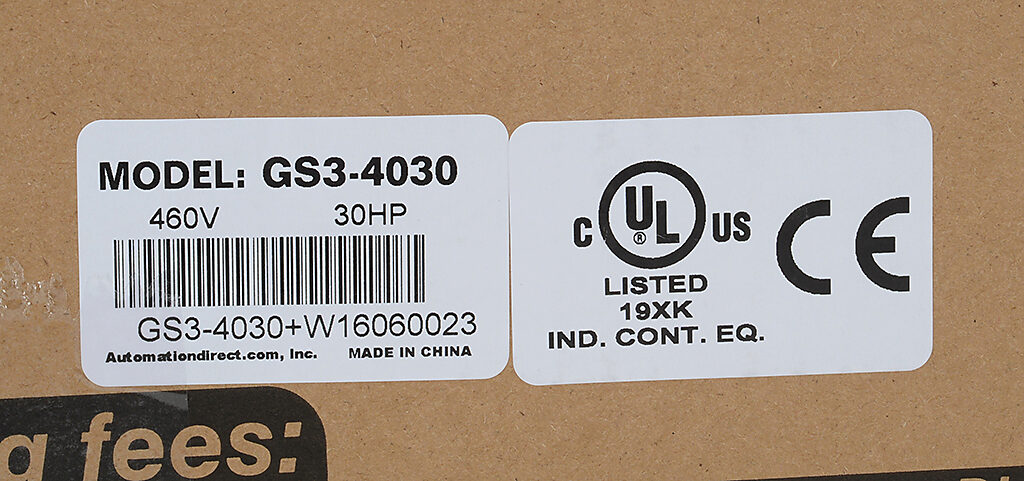 MODEL: GS3-4030
460V 30HP
GS3-4030+W16060023
Automationdirect.com, Inc. MADE IN CHINA
C UL ® US
LISTED
19XK
IND. CONT. EQ.
CE
fees: